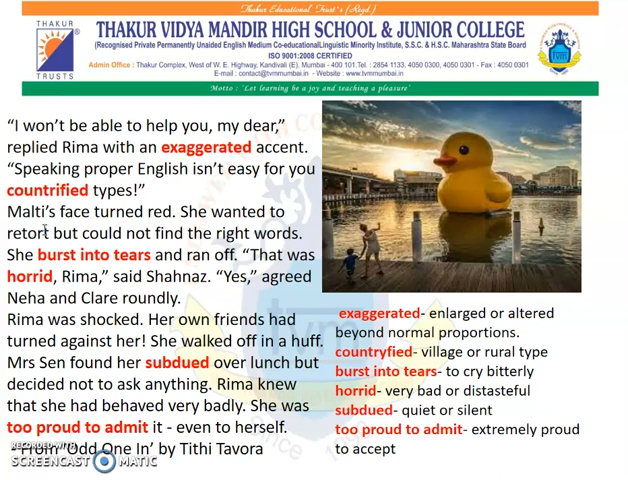 Thakur Educational Trust's (Regd.)
THAKUR VIDYA MANDIR HIGH SCHOOL & JUNIOR COLLEGE
(Recognised Private Permanently Unaided English Medium Co-educationalLinguistic Minority Institute, S.S.C. & H.S.C. Maharashtra State Board
ISO 9001:2008 CERTIFIED
Admin Office : Thakur Complex, West of W. E. Highway, Kandivali (E), Mumbai - 400 101.Tel. : 2854 1133, 4050 0300, 4050 0301 - Fax : 4050 0301
E-mail : contact@tvmmumbai.in - Website : www.tvmmumbai.in
Motto : 'Let learning be a joy and teaching a pleasure'
THAKUR
TRUSTS
tvm
"I won't be able to help you, my dear,"
replied Rima with an exaggerated accent.
"Speaking proper English isn't easy for you
countrified types!"
Malti's face turned red. She wanted to
retort but could not find the right words.
She burst into tears and ran off. "That was
horrid, Rima," said Shahnaz. "Yes," agreed
Neha and Clare roundly.
Rima was shocked. Her own friends had
turned against her! She walked off in a huff.
Mrs Sen found her subdued over lunch but
decided not to ask anything. Rima knew
that she had behaved very badly. She was
too proud to admit it - even to herself.
-From 'Odd One In' by Tithi Tavora
exaggerated- enlarged or altered
beyond normal proportions.
countryfied- village or rural type
burst into tears- to cry bitterly
horrid- very bad or distasteful
subdued- quiet or silent
too proud to admit- extremely proud
to accept
tvm
RECORDED WITH
SCREENCAST MATIC